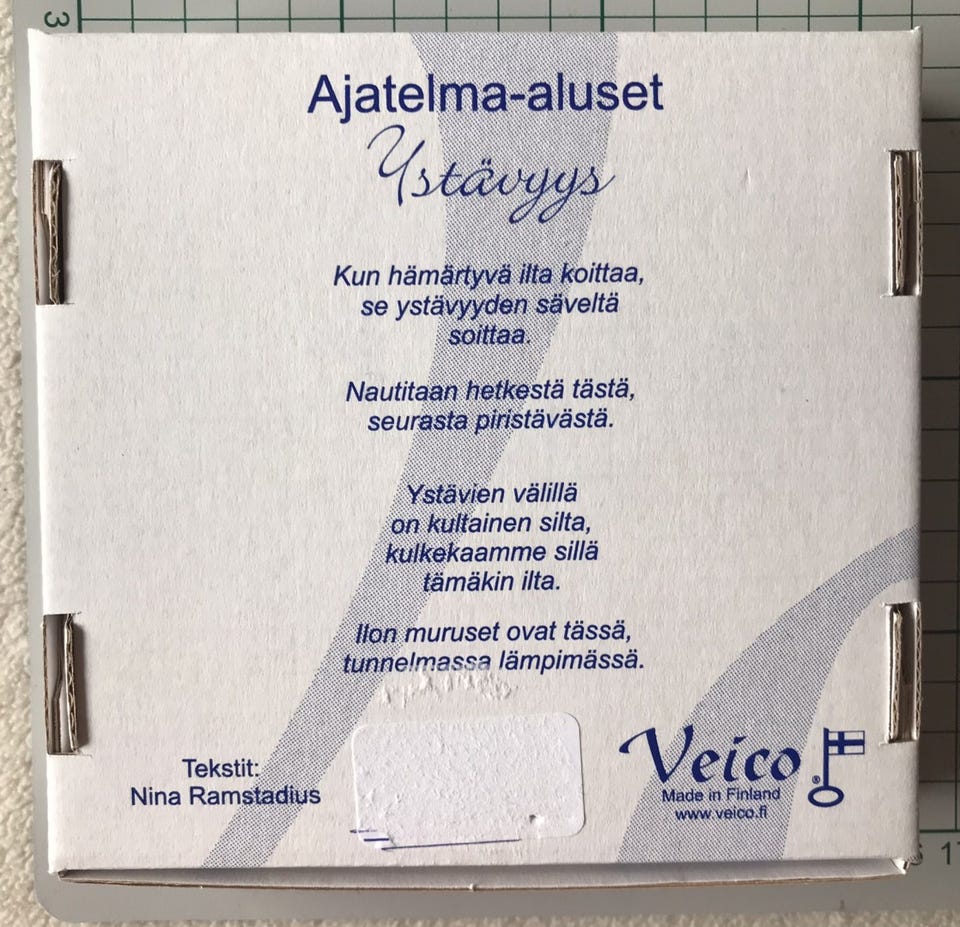 3
Ajatelma-aluset
Ystävyys
Kun hämärtyvä ilta koittaa,
se ystävyyden säveltä
soittaa.
Nautitaan hetkestä tästä,
seurasta piristävästä.
Ystävien välillä
on kultainen silta,
kulkekaamme sillä
tämäkin ilta.
Ilon muruset ovat tässä,
tunnelmassa lämpimässä.
Tekstit:
Nina Ramstadius
Veico ®
Made in Finland
www.veico.fi